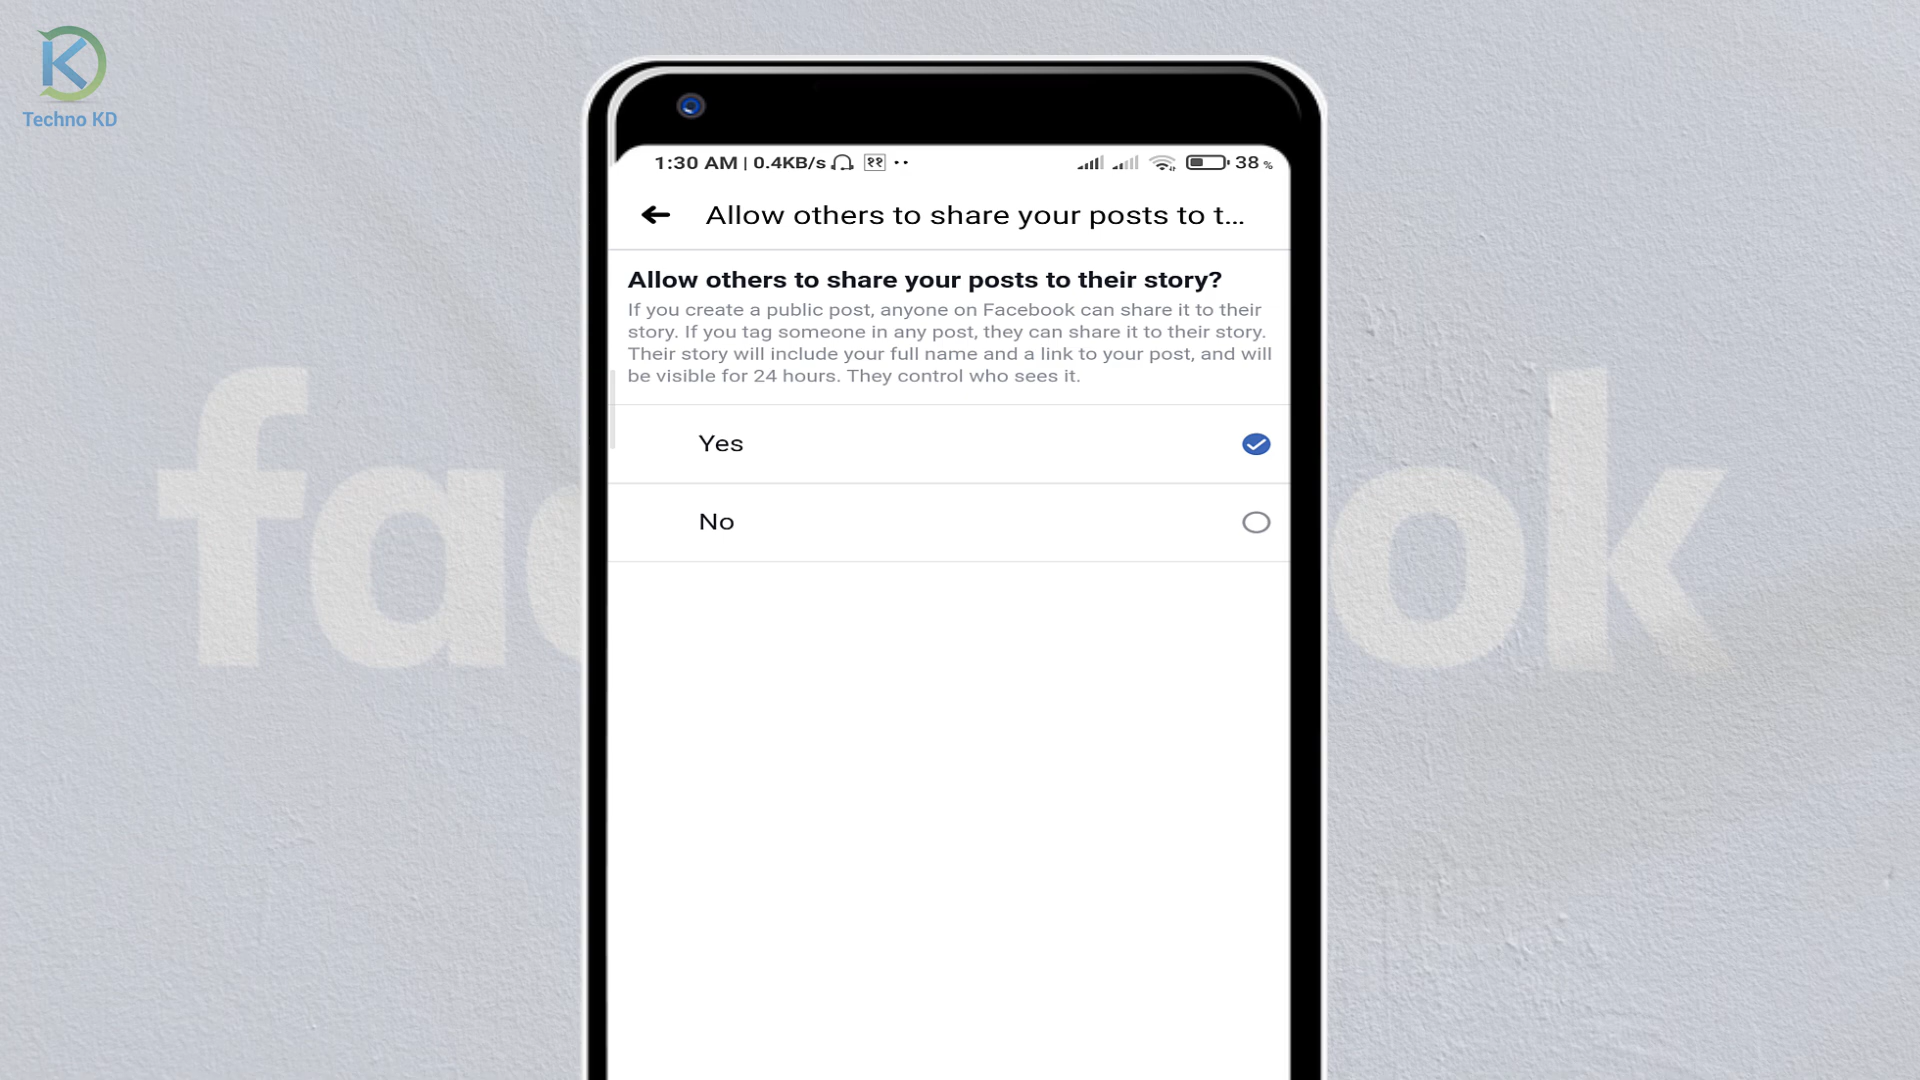 Techno KD
1:30 AM | 0.4KB/s ११ 38 %
Allow others to share your posts to t...
Allow others to share your posts to their story?
If you create a public post, anyone on Facebook can share it to their
story. If you tag someone in any post, they can share it to their story.
Their story will include your full name and a link to your post, and will
be visible for 24 hours. They control who sees it.
Yes
No
fa ok